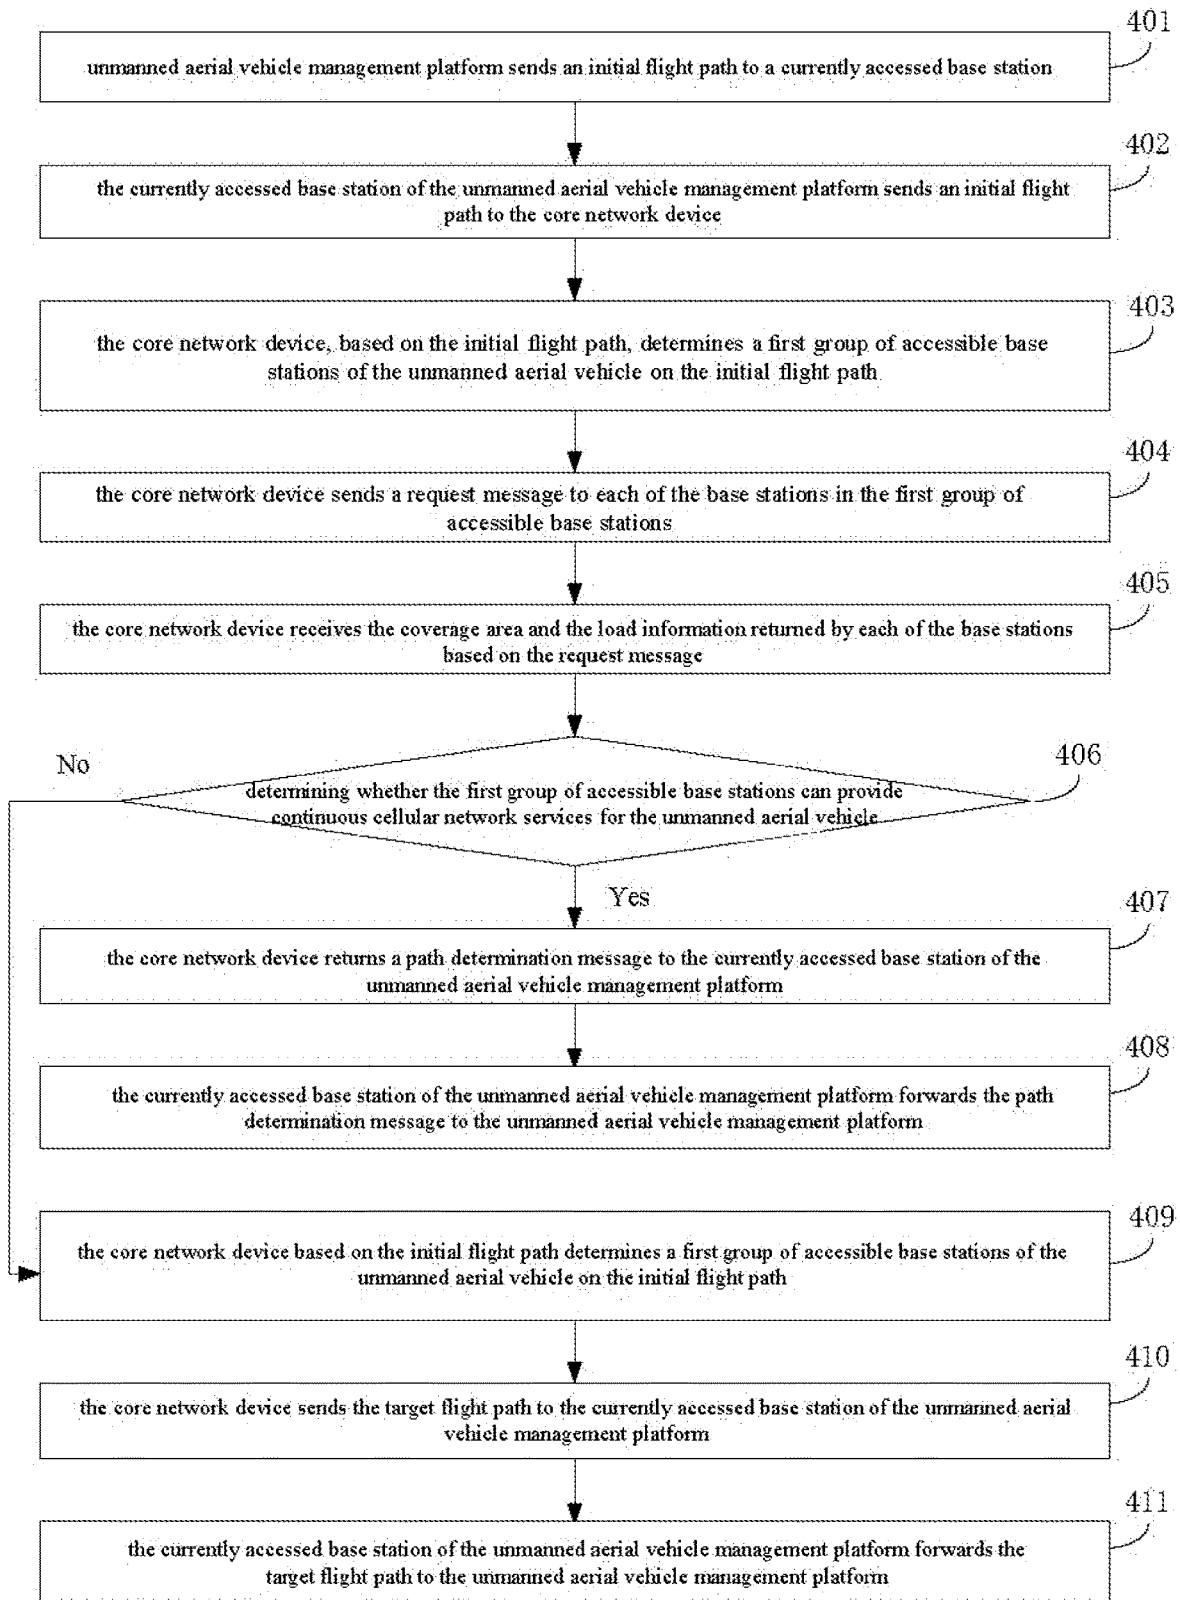 401
unmanned aerial vehicle management platform sends an initial flight path to a currently accessed base station
402
the currently accessed base station of the unmanned aerial vehicle management platform sends an initial flight
path to the core network device
403
the core network device, based on the initial flight path, determines a first group of accessible base
stations of the unmanned aerial vehicle on the initial flight path
404
the core network device sends a request message to each of the base stations in the first group of
accessible base stations
405
the core network device receives the coverage area and the load information returned by each of the base stations
based on the request message
406
No
determining whether the first group of accessible base stations can provide
continuous cellular network services for the unmanned aerial vehicle
Yes
407
the core network device returns a path determination message to the currently accessed base station of the
unmanned aerial vehicle management platform
408
the currently accessed base station of the unmanned aerial vehicle management platform forwards the path
determination message to the unmanned aerial vehicle management platform
409
the core network device based on the initial flight path determines a first group of accessible base stations of the
unmanned aerial vehicle on the initial flight path
410
the core network device sends the target flight path to the currently accessed base station of the unmanned aerial
vehicle management platform
411
the currently accessed base station of the unmanned aerial vehicle management platform forwards the
target flight path to the unmanned aerial vehicle management platform